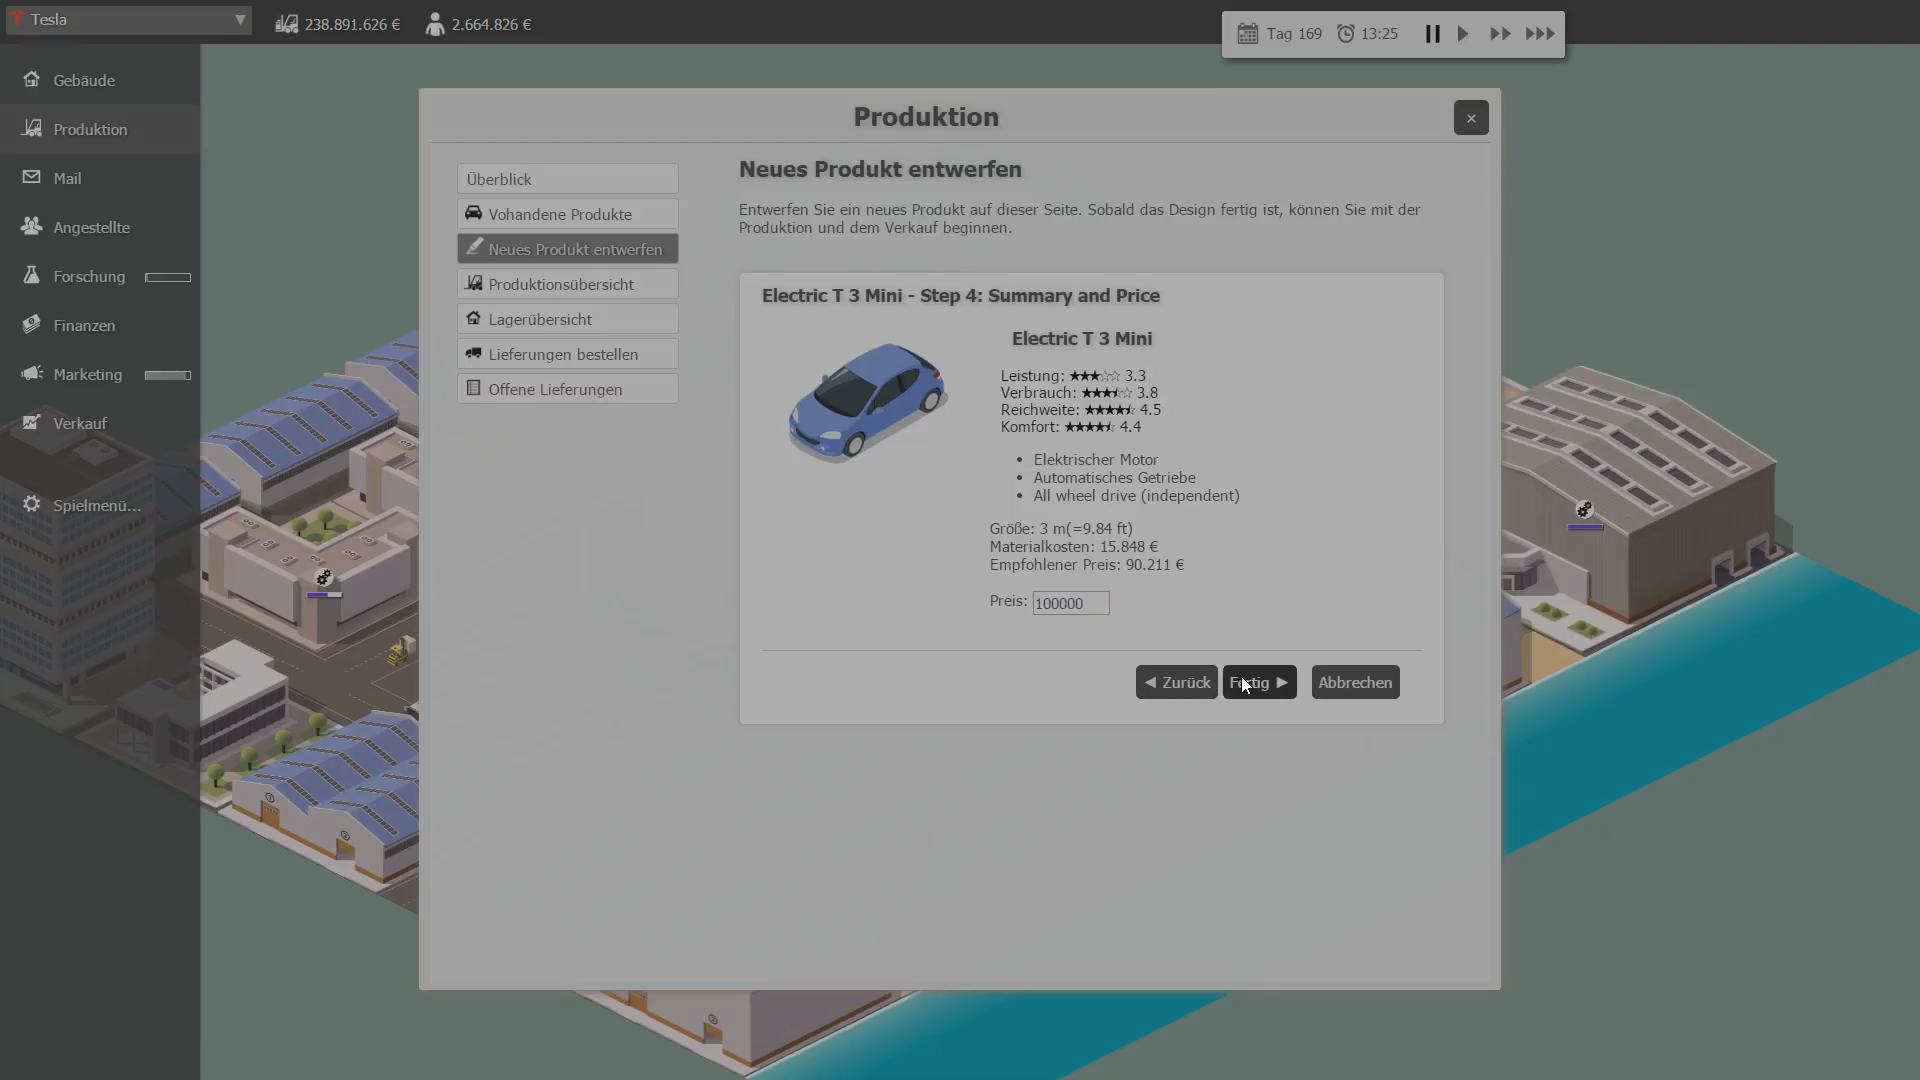 Tesla
238.891.626 €
2.664.826 €
Tag 169
13:25
Gebäude
Produktion
Mail
Angestellte
Forschung
Finanzen
Marketing
Verkauf
Spielmenü...
Produktion
×
Überblick
Vohandene Produkte
Neues Produkt entwerfen
Produktionsübersicht
Lagerübersicht
Lieferungen bestellen
Offene Lieferungen
Neues Produkt entwerfen
Entwerfen Sie ein neues Produkt auf dieser Seite. Sobald das Design fertig ist, können Sie mit der
Produktion und dem Verkauf beginnen.
Electric T 3 Mini - Step 4: Summary and Price
Electric T 3 Mini
Leistung: 3.3
Verbrauch: 3.8
Reichweite: 4.5
Komfort: 4.4
• Elektrischer Motor
• Automatisches Getriebe
• All wheel drive (independent)
Größe: 3 m(=9.84 ft)
Materialkosten: 15.848 €
Empfohlener Preis: 90.211 €
Preis: 100000
Zurück
Fertig
Abbrechen